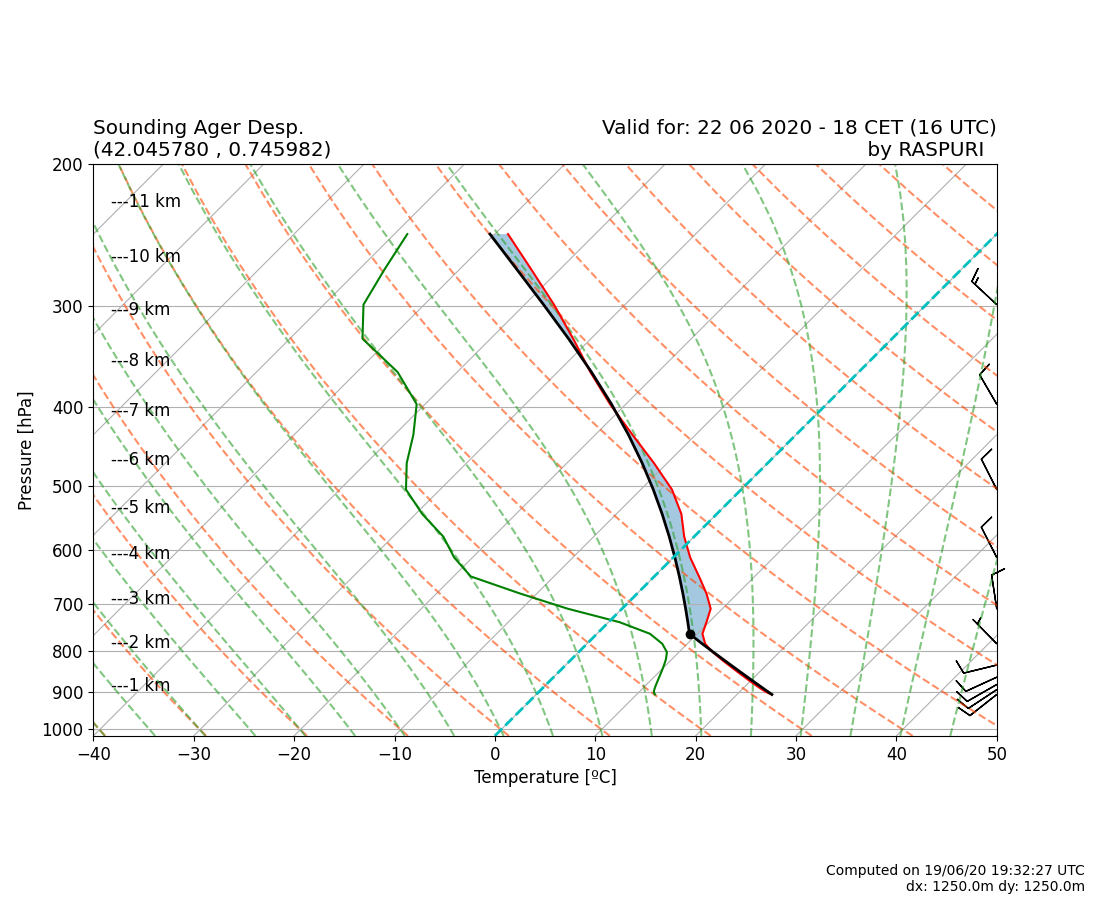 Sounding Ager Desp.
(42.045780 , 0.745982)
Valid for: 22 06 2020 - 18 CET (16 UTC)
by RASPURI
200
---11 km
---10 km
300
---9 km
---8 km
400
---7 km
---6 km
500
---5 km
600
---4 km
700
---3 km
800
---2 km
900
---1 km
1000
Pressure [hPa]
−40 −30 −20 −10 0 10 20 30 40 50
Temperature [ºC]
Computed on 19/06/20 19:32:27 UTC
dx: 1250.0m dy: 1250.0m